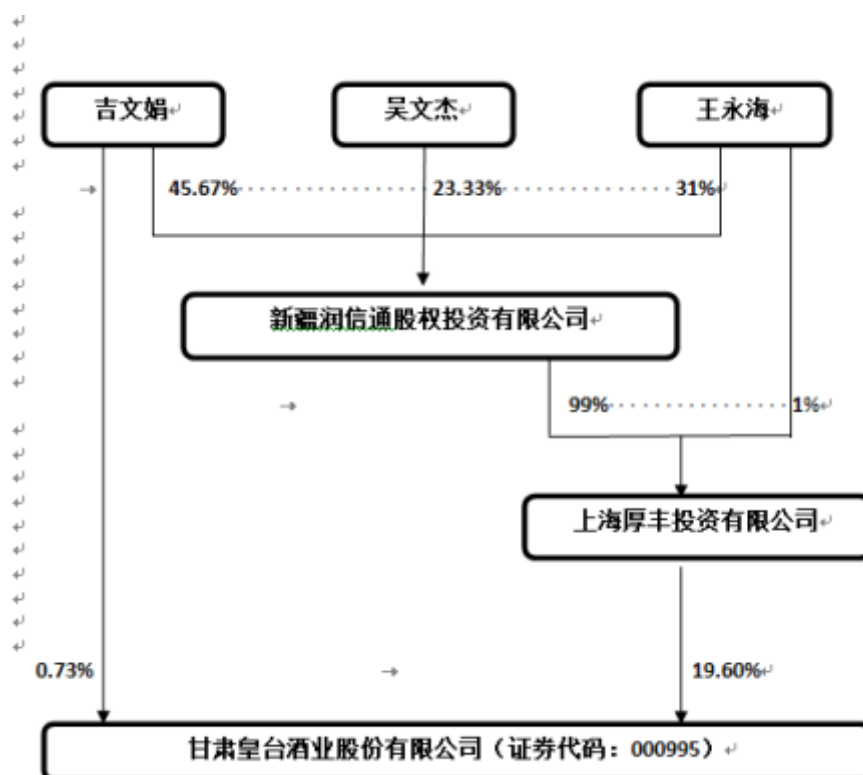 吉文娟 吴文杰 王永海
45.67% 23.33% 31%
新疆润信通股权投资有限公司
99% 1%
上海厚丰投资有限公司
0.73% 19.60%
甘肃皇台酒业股份有限公司（证券代码：000995）